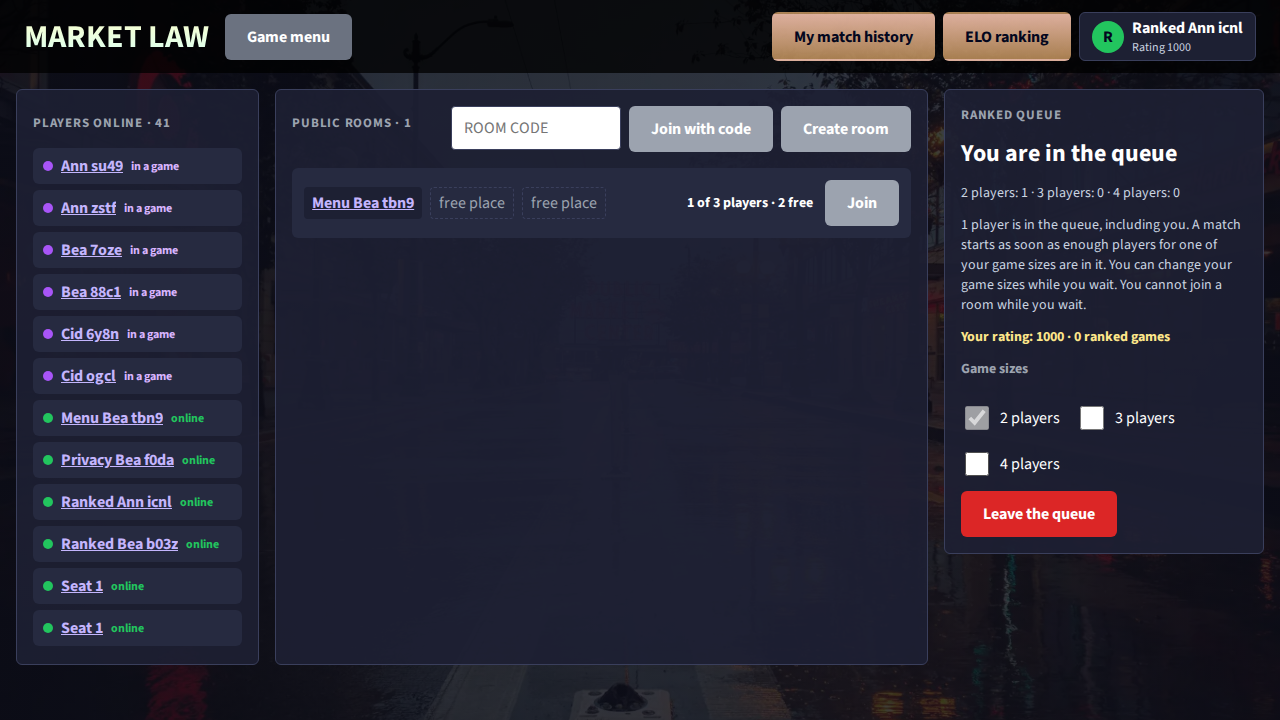 MARKET LAW
Game menu
My match history
ELO ranking
R
Ranked Ann icnl
Rating 1000
PLAYERS ONLINE · 41
Ann su49 in a game
Ann zstf in a game
Bea 7oze in a game
Bea 88c1 in a game
Cid 6y8n in a game
Cid ogcl in a game
Menu Bea tbn9 online
Privacy Bea f0da online
Ranked Ann icnl online
Ranked Bea b03z online
Seat 1 online
Seat 1 online
PUBLIC ROOMS · 1
ROOM CODE
Join with code
Create room
Menu Bea tbn9 free place free place 1 of 3 players · 2 free Join
RANKED QUEUE
You are in the queue
2 players: 1 · 3 players: 0 · 4 players: 0
1 player is in the queue, including you. A match
starts as soon as enough players for one of
your game sizes are in it. You can change your
game sizes while you wait. You cannot join a
room while you wait.
Your rating: 1000 · 0 ranked games
Game sizes
2 players 3 players
4 players
Leave the queue